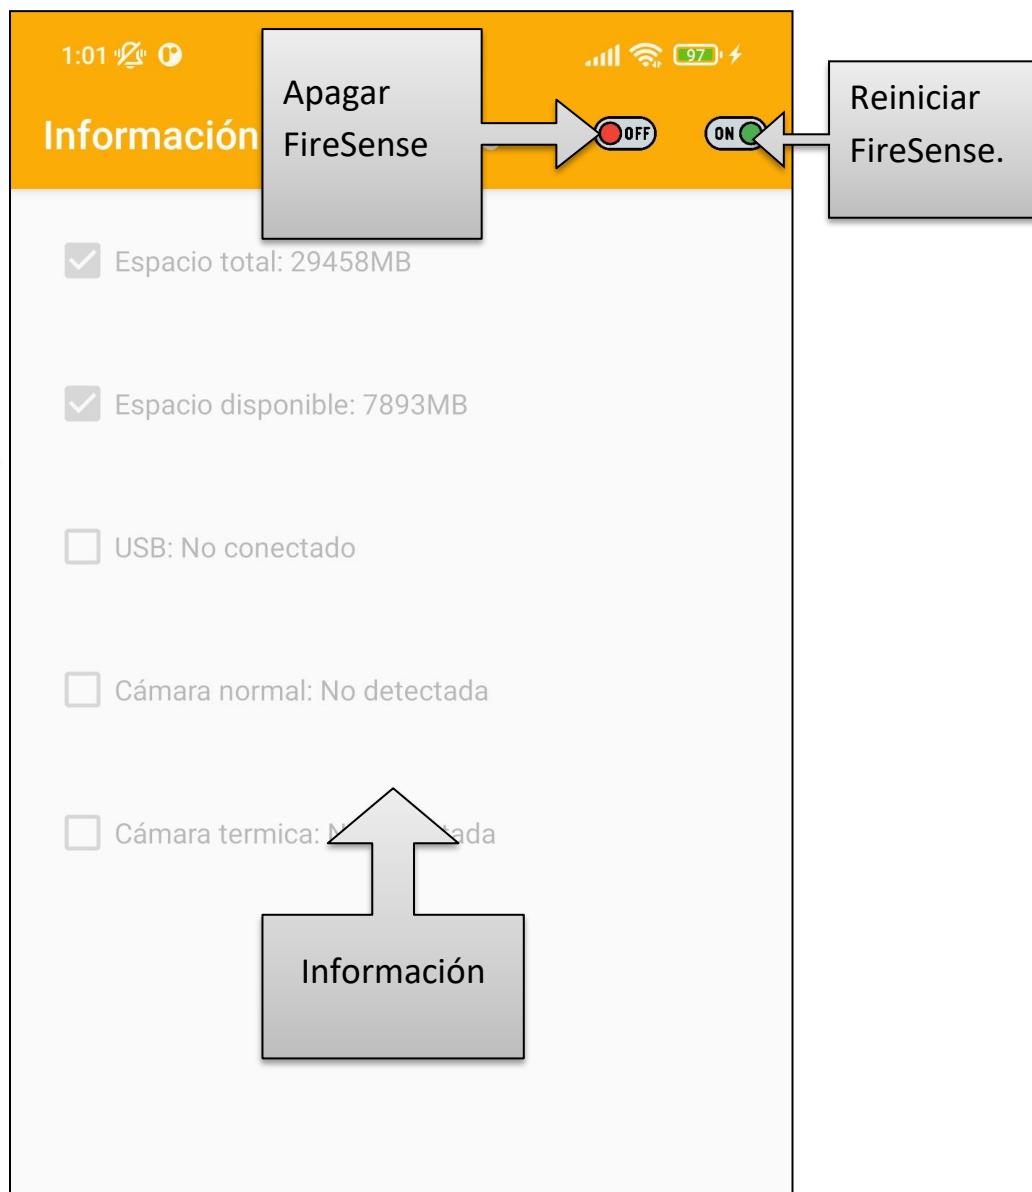 1:01
97
Apagar
FireSense
Reiniciar
FireSense.
Información
OFF
ON
Espacio total: 29458MB
Espacio disponible: 7893MB
USB: No conectado
Cámara normal: No detectada
Cámara termica:
Información